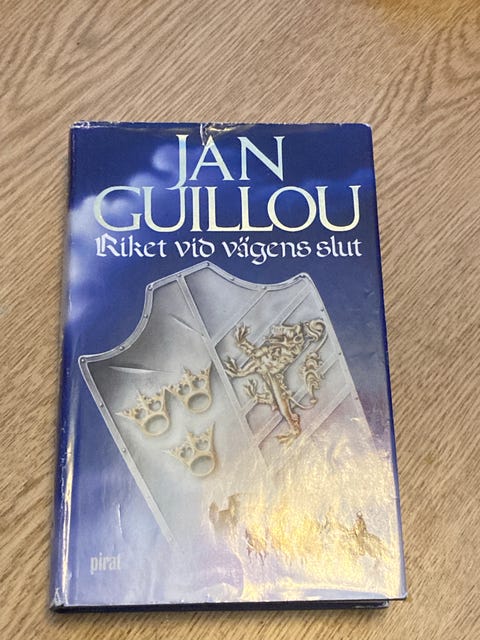 JAN
GUILLOU
Riket vid vägens slut
pirat